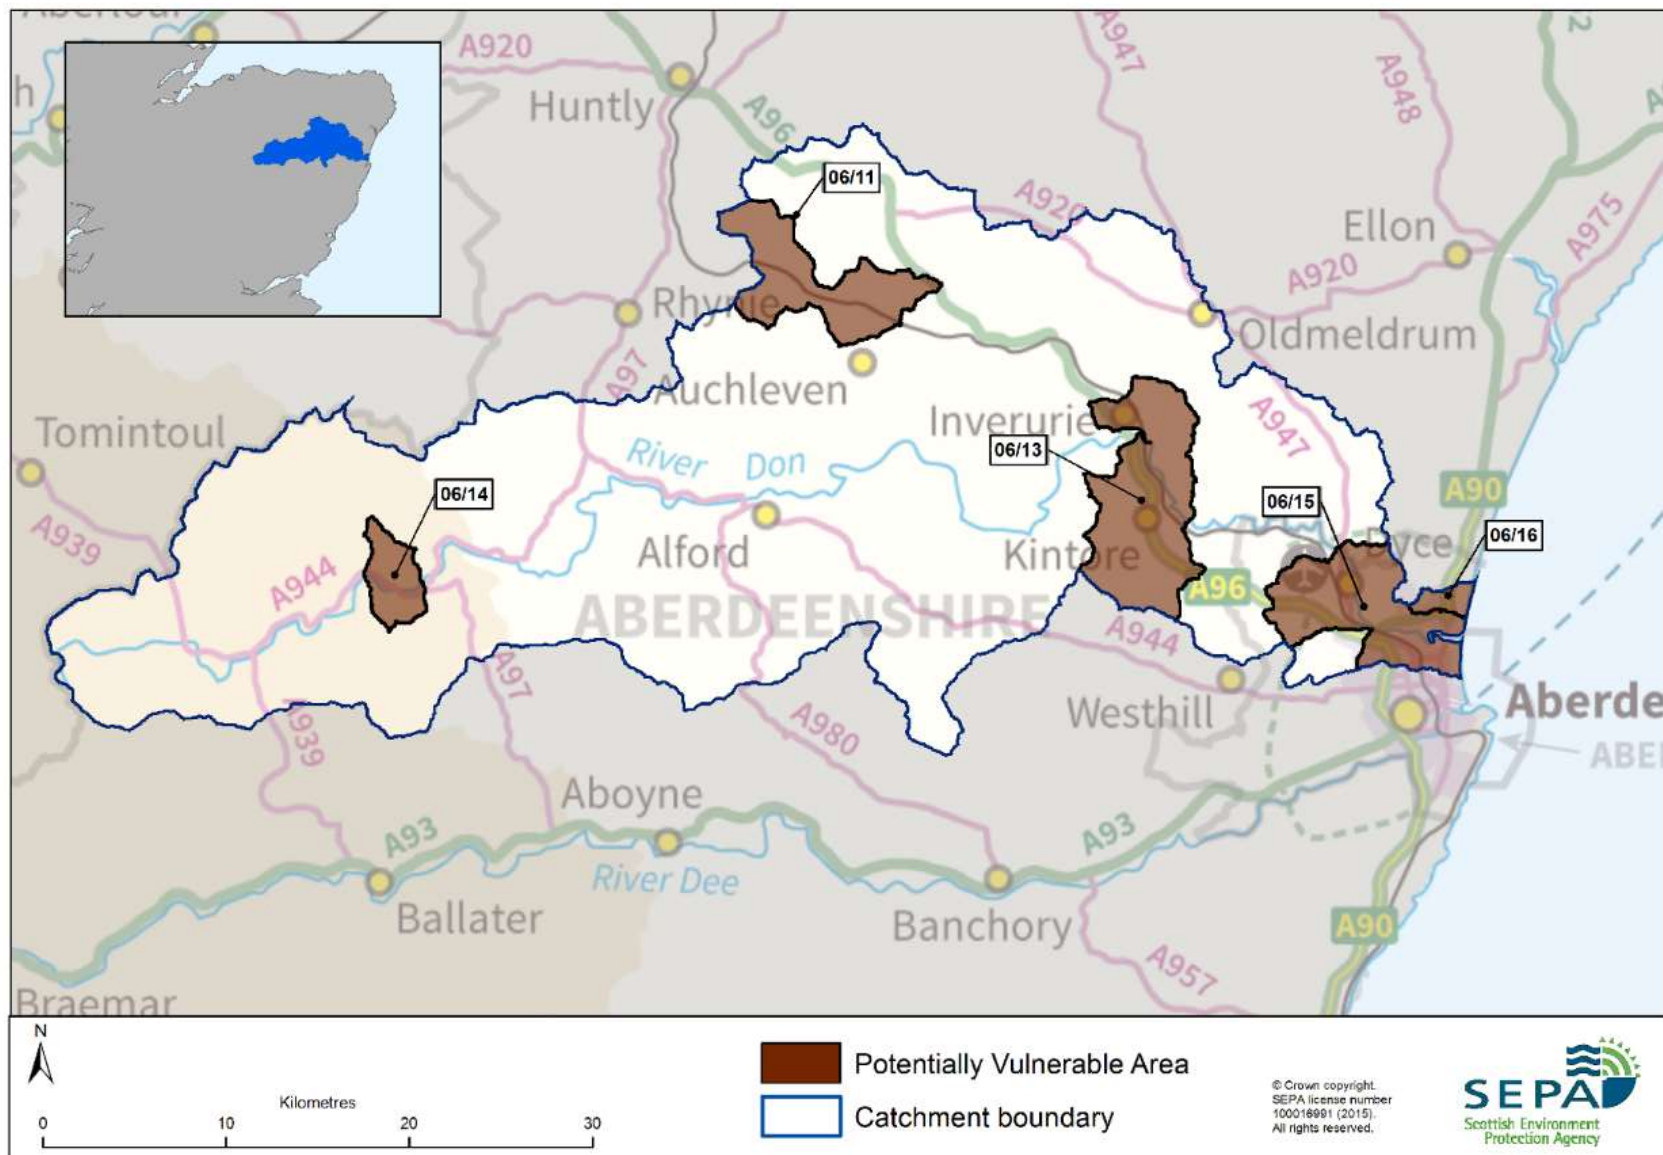 A920
A947
A948
Huntly
A96
06/11
A920
Ellon
A975
A920
Rhynie
Oldmeldrum
A97
Auchleven
Inverurie
A947
Tomintoul
River Don
06/13
06/14
A90
06/15
Dyce
06/16
A939
Alford
Kintore
A944
A96
ABERDEENSHIRE
A944
A97
Westhill
Aberde
A939
A980
ABE
Aboyne
A93
A93
River Dee
Ballater
Banchory
A90
A957
Braemar
N
Kilometres
0 10 20 30
Potentially Vulnerable Area
Catchment boundary
© Crown copyright.
SEPA license number
100016991 (2015).
All rights reserved.
SEPA
Scottish Environment
Protection Agency